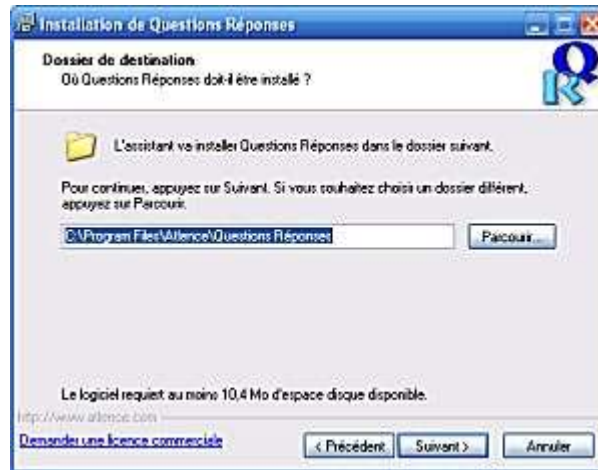 Installation de Questions Réponses
Dossier de destination
Où Questions Réponses doit-il être installé ?
QR
L'assistant va installer Questions Réponses dans le dossier suivant.
Pour continuer, appuyez sur Suivant. Si vous souhaitez choisir un dossier différent,
appuyez sur Parcourir.
C:\Program Files\Atlence\Questions Réponses
Parcourir...
Le logiciel requiert au moins 10,4 Mo d'espace disque disponible.
http://www.atlence.com
Demander une licence commerciale
< Précédent
Suivant >
Annuler